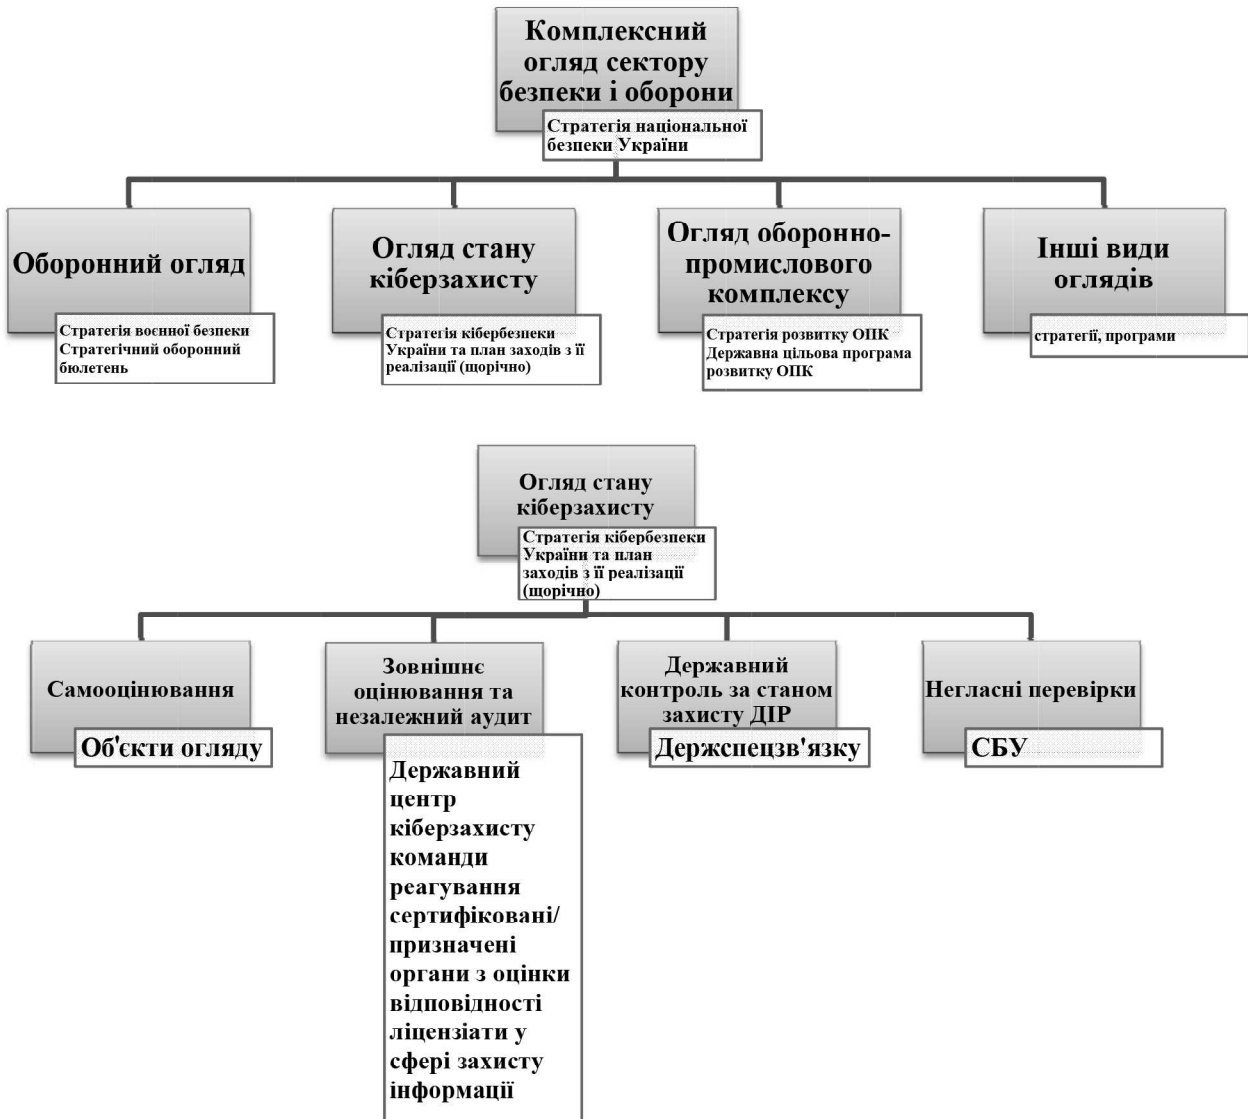 Комплексний
огляд сектору
безпеки і оборони
Стратегія національної
безпеки України
Оборонний огляд
Стратегія воєнної безпеки
Стратегічний оборонний
бюлетень
Огляд стану
кіберзахисту
Стратегія кібербезпеки
України та план заходів з її
реалізації (щорічно)
Огляд оборонно-
промислового
комплексу
Стратегія розвитку ОПК
Державна цільова програма
розвитку ОПК
Інші види
оглядів
стратегії, програми
Огляд стану
кіберзахисту
Стратегія кібербезпеки
України та план
заходів з її реалізації
(щорічно)
Самооцінювання
Об'єкти огляду
Зовнішнє
оцінювання та
незалежний аудит
Державний
центр
кіберзахисту
команди
реагування
сертифіковані/
призначені
органи з оцінки
відповідності
ліцензіати у
сфері захисту
інформації
Державний
контроль за станом
захисту ДІР
Держспецзв'язку
Негласні перевірки
СБУ